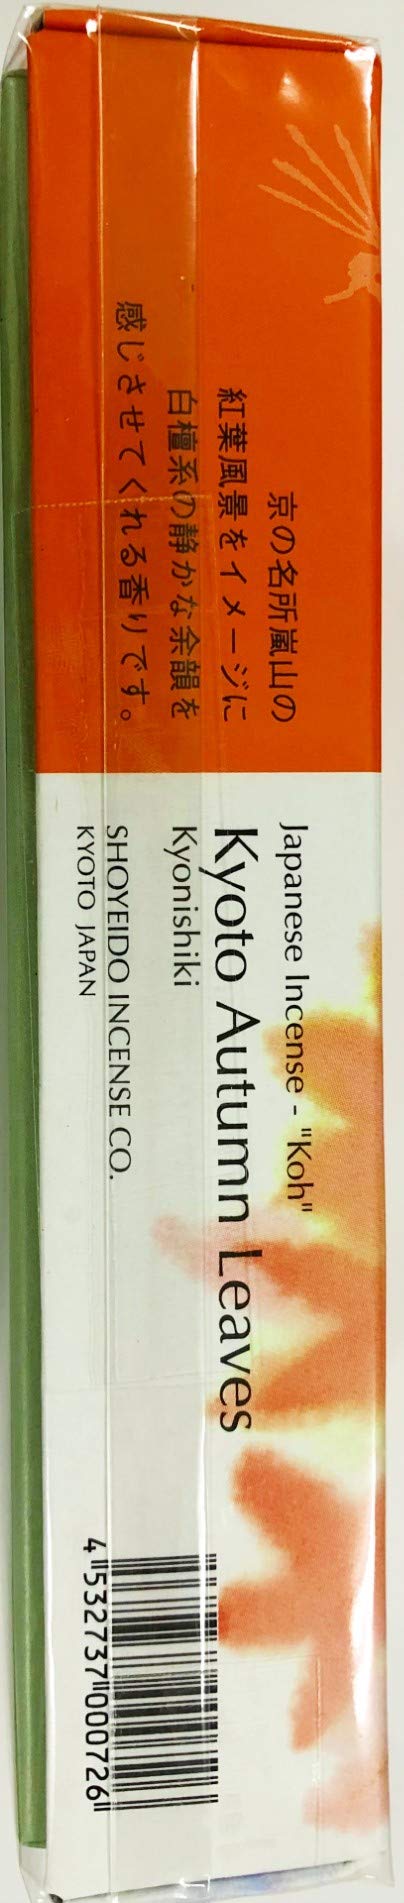 京の名所嵐山の
紅葉風景をイメージに
白檀系の静かな余韻を
感じさせてくれる香りです。
Japanese Incense - "Koh"
Kyoto Autumn Leaves
Kyonishiki
SHOYEIDO INCENSE CO.
KYOTO JAPAN
4 532737 000726